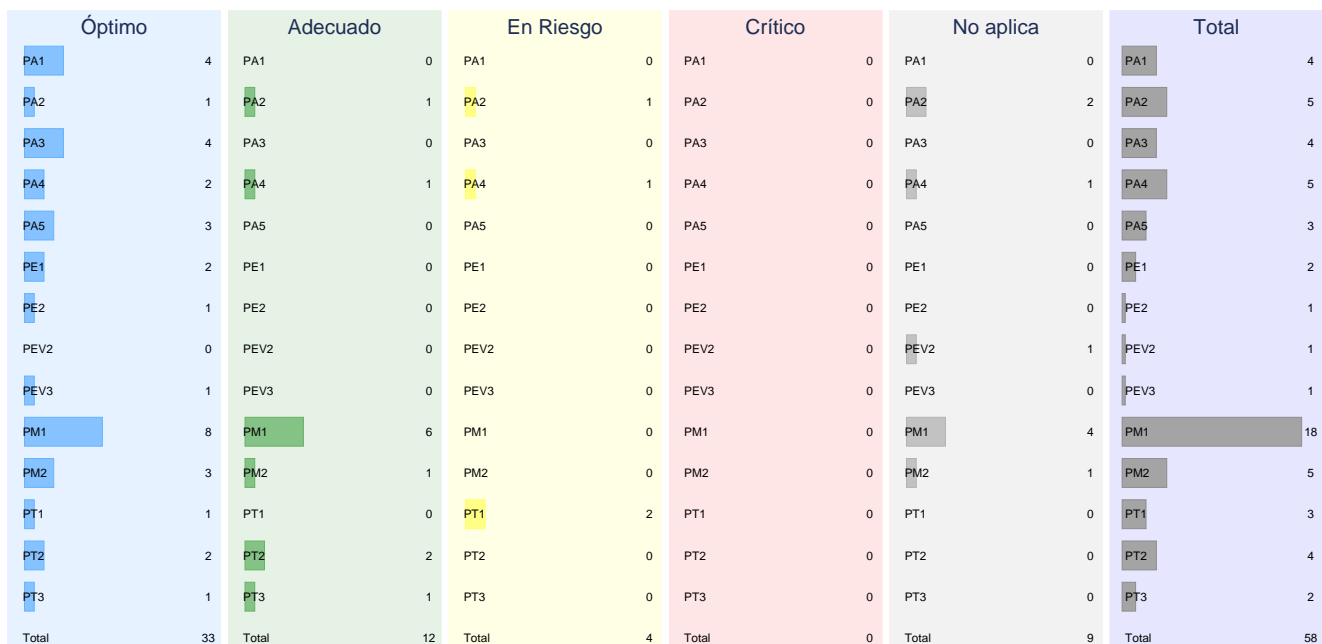 Óptimo Adecuado En Riesgo Crítico No aplica Total
PA1 4 PA1 0 PA1 0 PA1 0 PA1 0 PA1 4
PA2 1 PA2 1 PA2 1 PA2 0 PA2 2 PA2 5
PA3 4 PA3 0 PA3 0 PA3 0 PA3 0 PA3 4
PA4 2 PA4 1 PA4 1 PA4 0 PA4 1 PA4 5
PA5 3 PA5 0 PA5 0 PA5 0 PA5 0 PA5 3
PE1 2 PE1 0 PE1 0 PE1 0 PE1 0 PE1 2
PE2 1 PE2 0 PE2 0 PE2 0 PE2 0 PE2 1
PEV2 0 PEV2 0 PEV2 0 PEV2 0 PEV2 1 PEV2 1
PEV3 1 PEV3 0 PEV3 0 PEV3 0 PEV3 0 PEV3 1
PM1 8 PM1 6 PM1 0 PM1 0 PM1 4 PM1 18
PM2 3 PM2 1 PM2 0 PM2 0 PM2 1 PM2 5
PT1 1 PT1 0 PT1 2 PT1 0 PT1 0 PT1 3
PT2 2 PT2 2 PT2 0 PT2 0 PT2 0 PT2 4
PT3 1 PT3 1 PT3 0 PT3 0 PT3 0 PT3 2
Total 33 Total 12 Total 4 Total 0 Total 9 Total 58